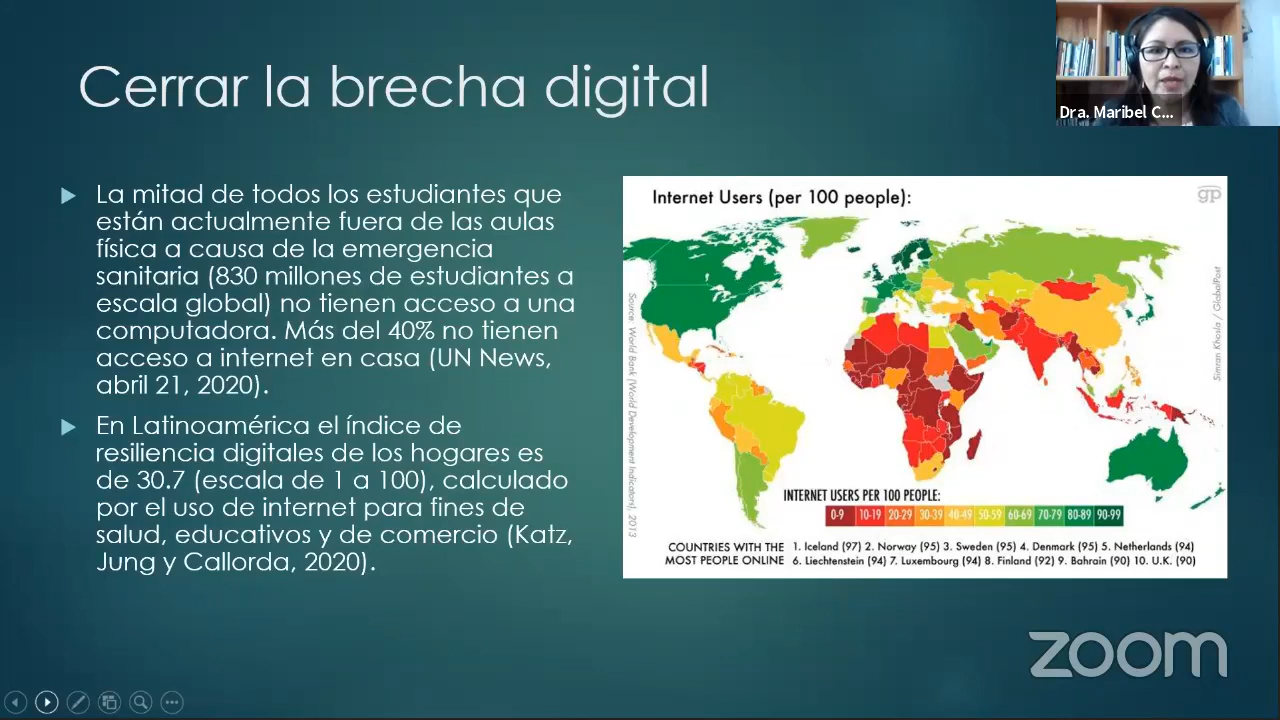 Cerrar la brecha digital
Dra. Maribel C...
La mitad de todos los estudiantes que
están actualmente fuera de las aulas
física a causa de la emergencia
sanitaria (830 millones de estudiantes a
escala global) no tienen acceso a una
computadora. Más del 40% no tienen
acceso a internet en casa (UN News,
abril 21, 2020).
En Latinoamérica el índice de
resiliencia digitales de los hogares es
de 30.7 (escala de 1 a 100), calculado
por el uso de internet para fines de
salud, educativos y de comercio (Katz,
Jung y Callorda, 2020).
Internet Users (per 100 people):
gp
Source: World Bank (World Development Indicators), 2013
Simran Khosla / GlobalPost
INTERNET USERS PER 100 PEOPLE:
0-9 10-19 20-29 30-39 40-49 50-59 60-69 70-79 80-89 90-99
COUNTRIES WITH THE 1. Iceland (97) 2. Norway (95) 3. Sweden (95) 4. Denmark (95) 5. Netherlands (94)
MOST PEOPLE ONLINE 6. Liechtenstein (94) 7. Luxembourg (94) 8. Finland (92) 9. Bahrain (90) 10. U.K. (90)
zoom